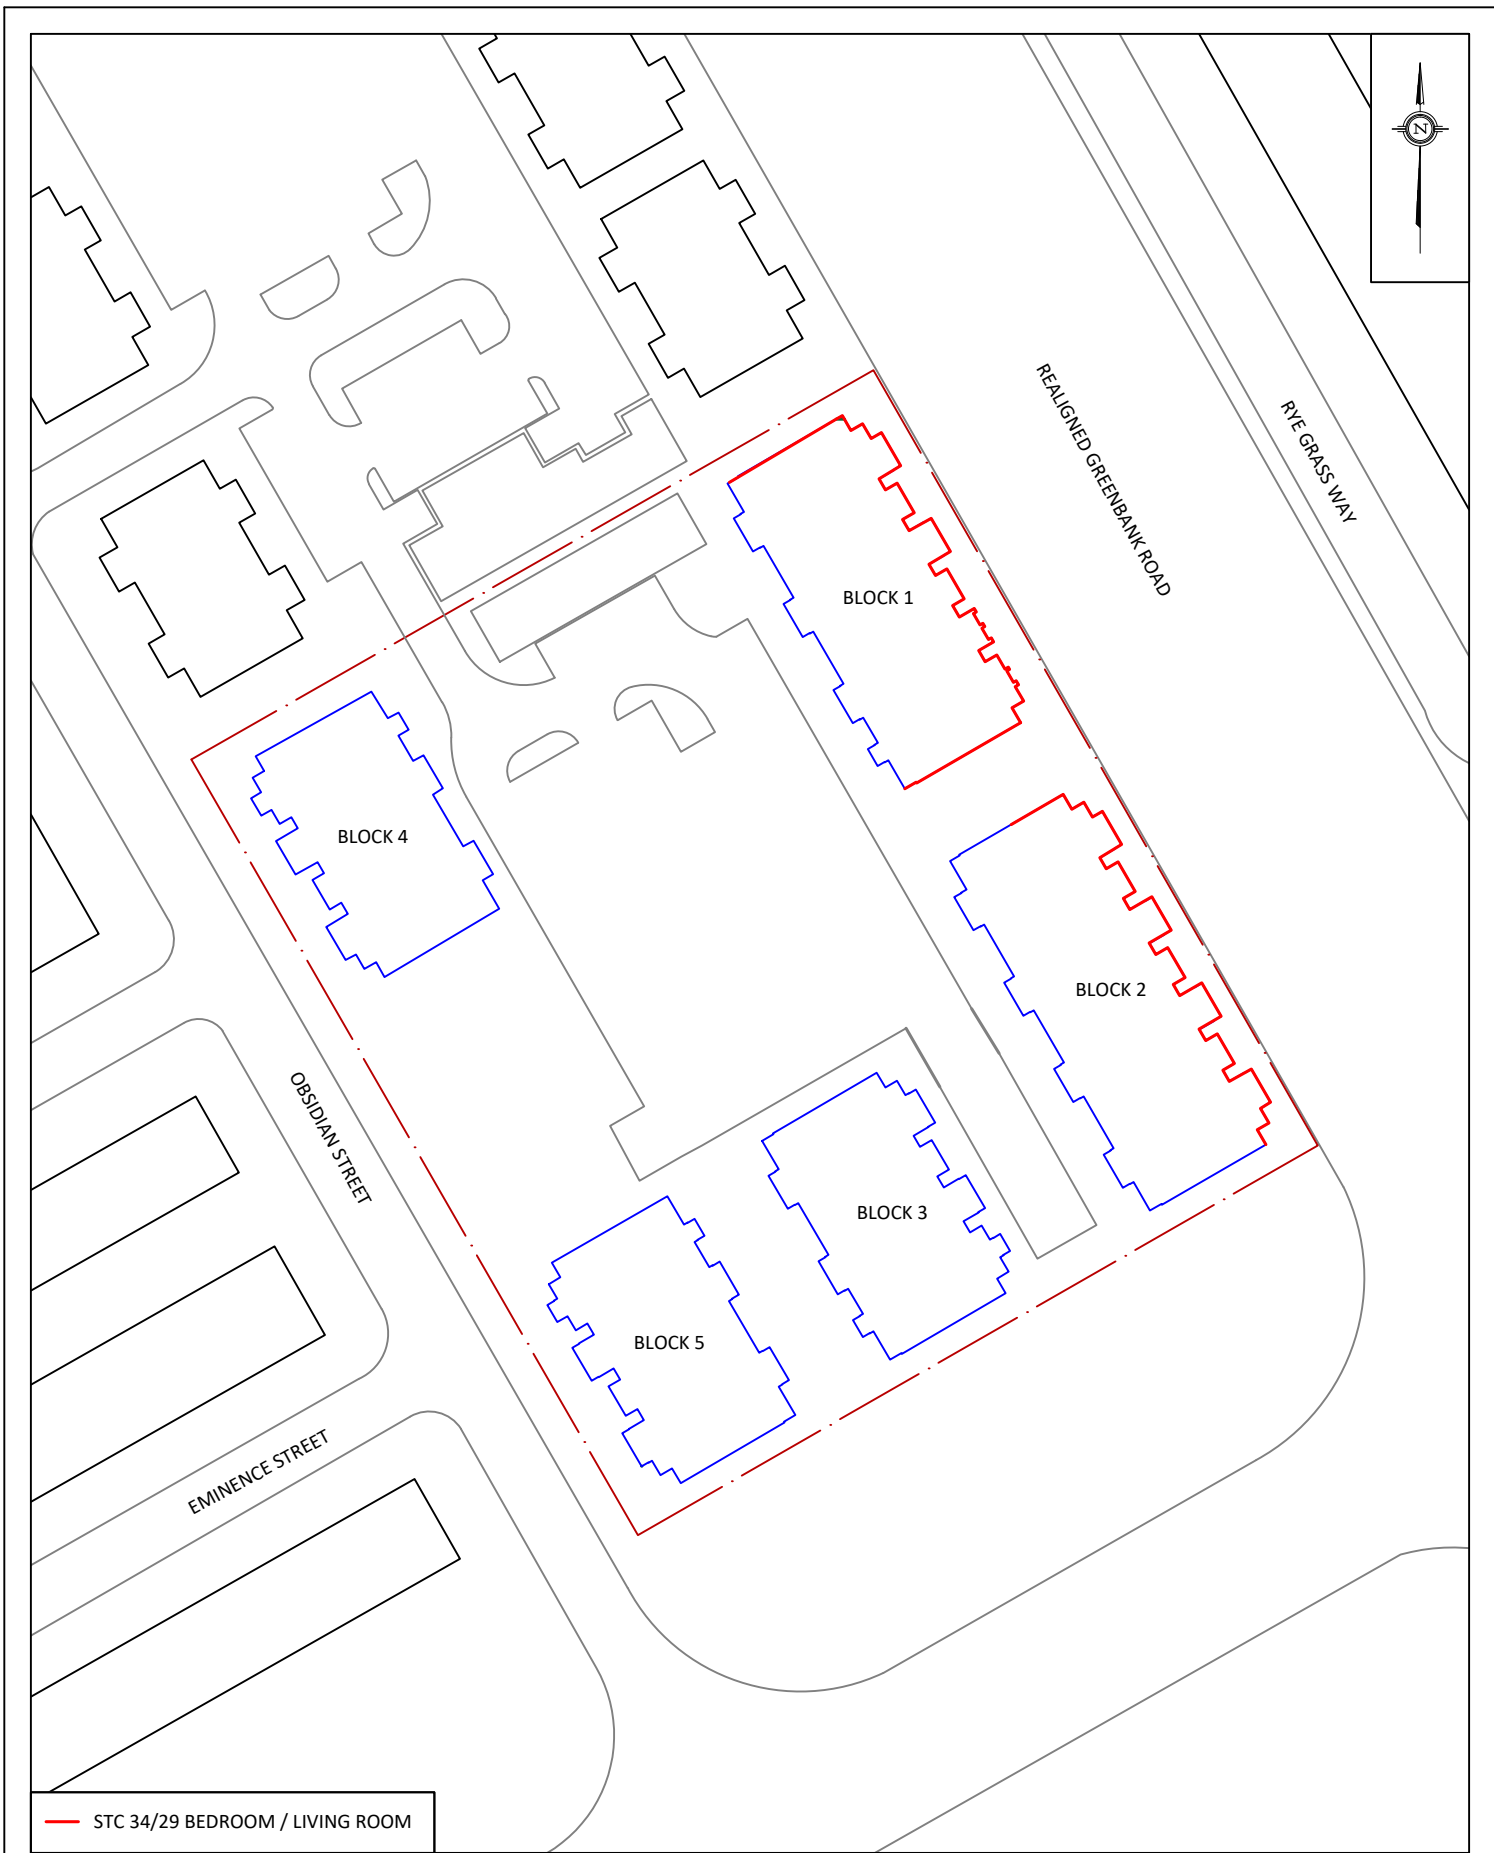 N
REALIGNED GREENBANK ROAD
RYE GRASS WAY
BLOCK 1
BLOCK 4
BLOCK 2
OBSIDIAN STREET
BLOCK 3
BLOCK 5
EMINENCE STREET
STC 34/29 BEDROOM / LIVING ROOM